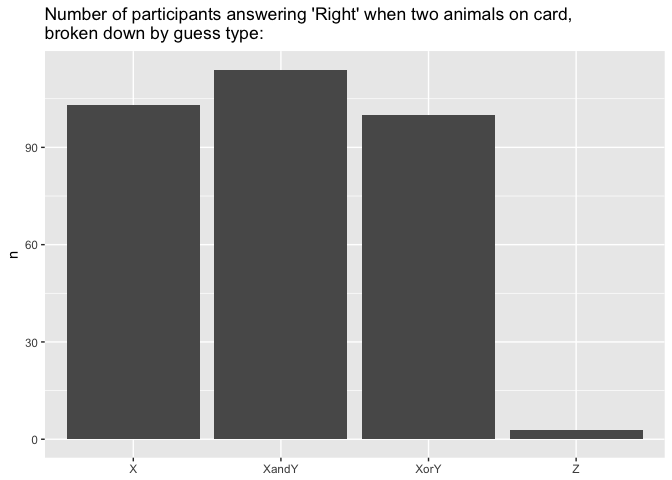 Number of participants answering 'Right' when two animals on card,
broken down by guess type:
90
60
30
0
n
X XandY XorY Z